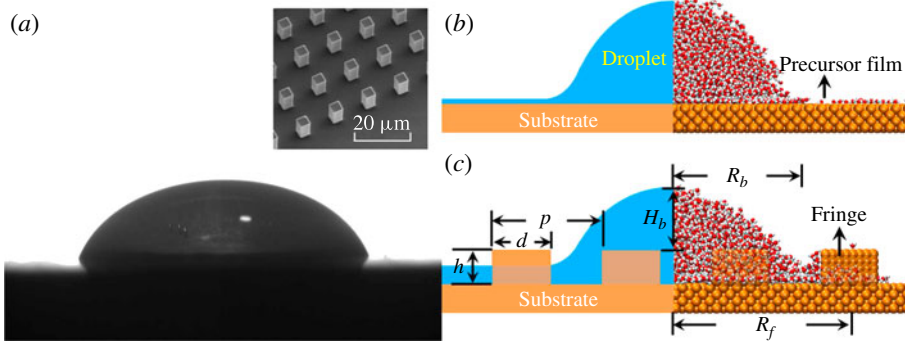 (a)
20 μm
(b)
Droplet
Precursor film
Substrate
(c)
R_b
p
H_b
Fringe
d
h
Substrate
R_f